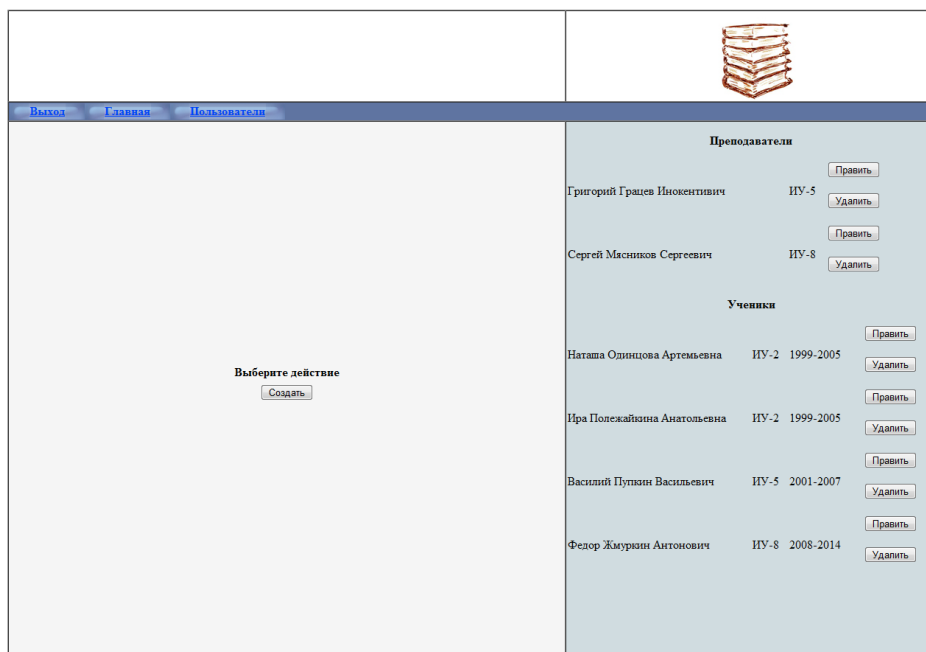 Выход Главная Пользователи
Выберите действие
Создать
Преподаватели
Григорий Грацев Инокентивич ИУ-5
Править
Удалить
Сергей Мясников Сергеевич ИУ-8
Править
Удалить
Ученики
Наташа Одинцова Артемьевна ИУ-2 1999-2005
Править
Удалить
Ира Полежайкина Анатольевна ИУ-2 1999-2005
Править
Удалить
Василий Пупкин Васильевич ИУ-5 2001-2007
Править
Удалить
Федор Жмуркин Антонович ИУ-8 2008-2014
Править
Удалить